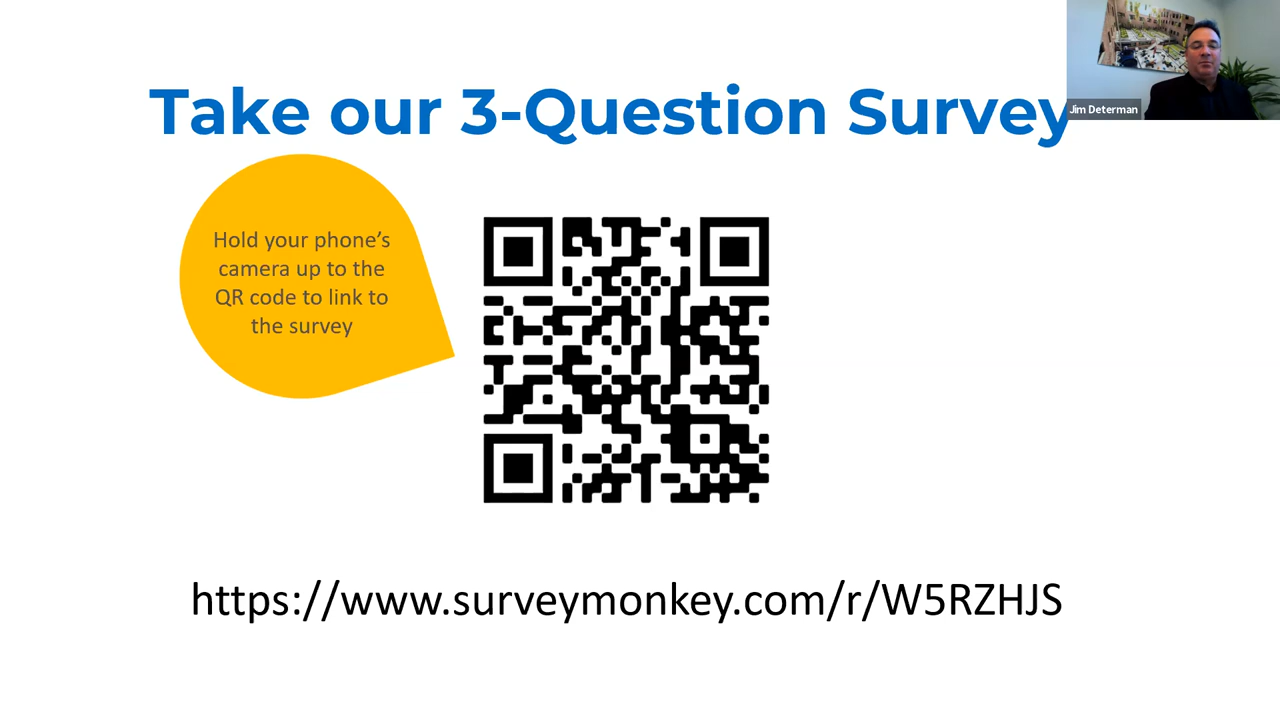 Take our 3-Question Survey
Jim Determan
Hold your phone’s
camera up to the
QR code to link to
the survey
https://www.surveymonkey.com/r/W5RZHJS